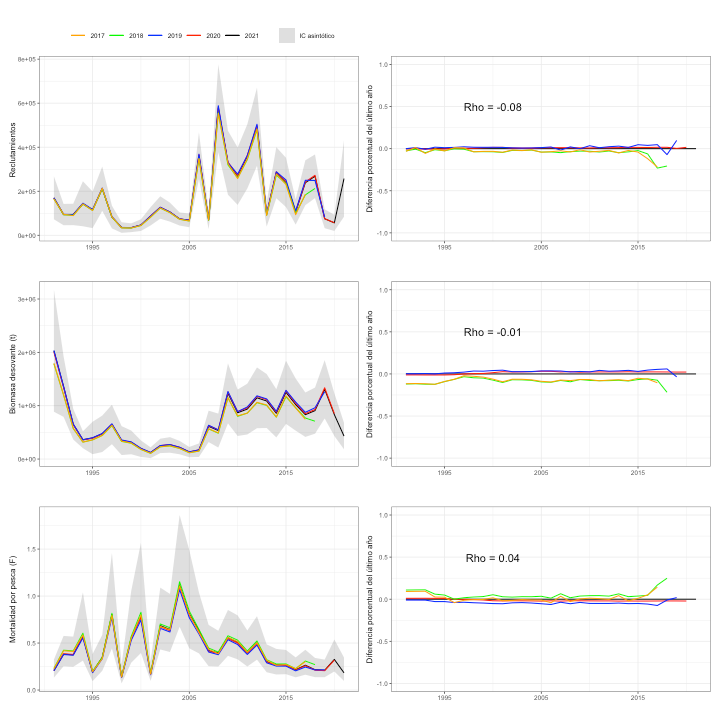 2017 2018 2019 2020 2021 IC asintólico
Reclutamientos
8e+05
6e+05
4e+05
2e+05
0e+00
1995 2005 2015
Diferencia porcentual del último año
1.0
0.5
0.0
-0.5
-1.0
Rho = -0.08
1995 2005 2015
Biomasa desonante (t)
3e+06
2e+06
1e+06
0e+00
1995 2005 2015
Diferencia porcentual del último año
1.0
0.5
0.0
-0.5
-1.0
Rho = -0.01
1995 2005 2015
Mortalidad por pesca (F)
1.5
1.0
0.5
0.0
1995 2005 2015
Diferencia porcentual del último año
1.0
0.5
0.0
-0.5
-1.0
Rho = 0.04
1995 2005 2015